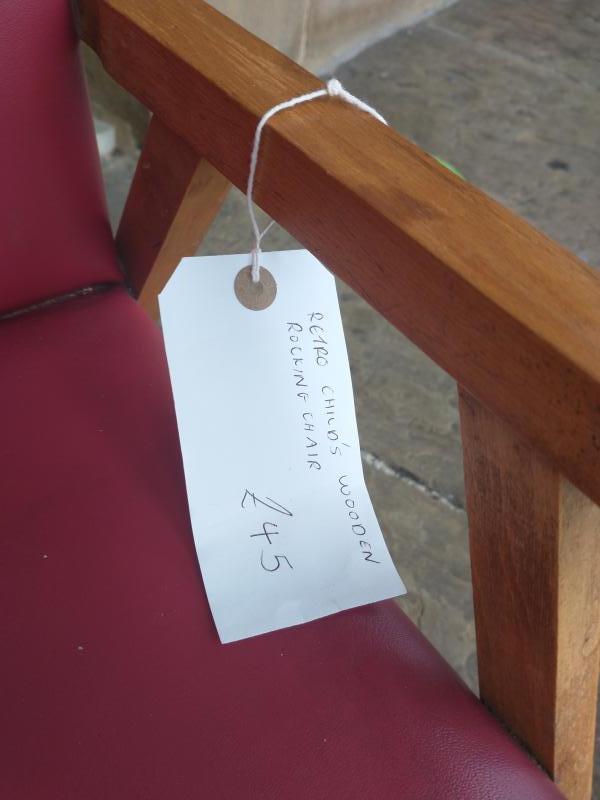 RETRO CHILD'S WOODEN
ROCKING CHAIR
£45